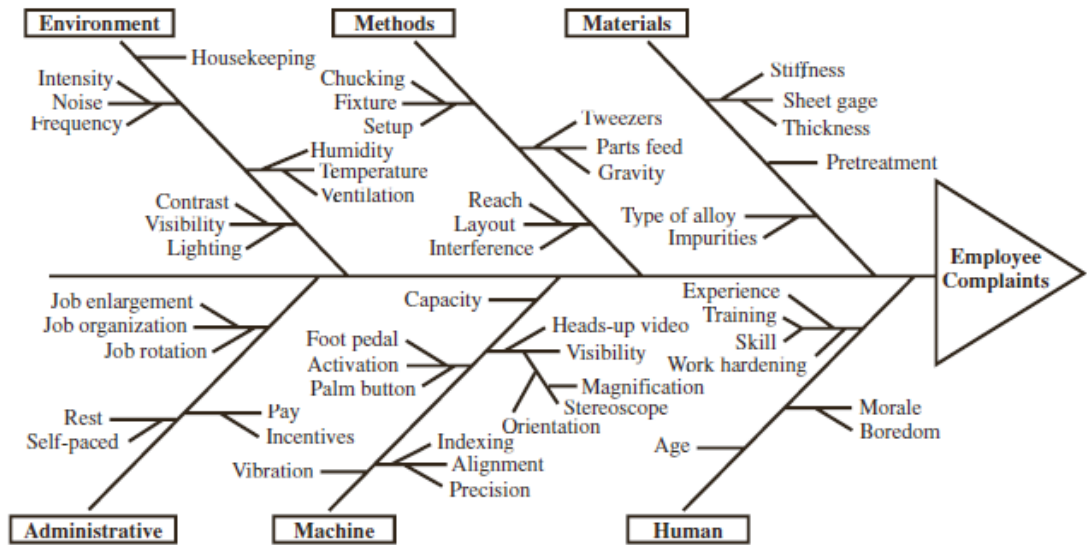 Environment
Methods
Materials
Housekeeping
Intensity
Noise
Frequency
Humidity
Temperature
Ventilation
Contrast
Visibility
Lighting
Chucking
Fixture
Setup
Tweezers
Parts feed
Gravity
Reach
Layout
Interference
Stiffness
Sheet gage
Thickness
Pretreatment
Type of alloy
Impurities
Employee
Complaints
Job enlargement
Job organization
Job rotation
Rest
Self-paced
Pay
Incentives
Capacity
Foot pedal
Activation
Palm button
Heads-up video
Visibility
Magnification
Stereoscope
Orientation
Vibration
Indexing
Alignment
Precision
Experience
Training
Skill
Work hardening
Morale
Boredom
Age
Administrative
Machine
Human